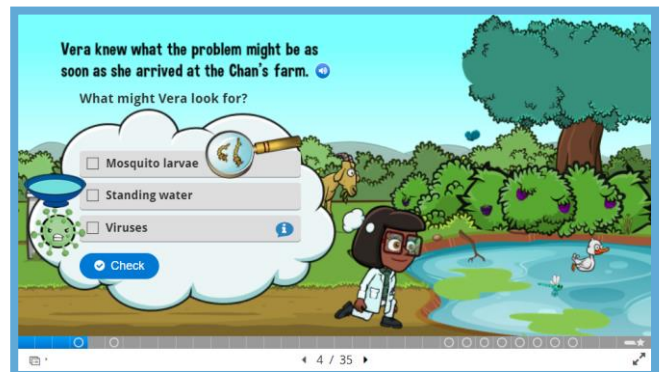 Vera knew what the problem might be as
soon as she arrived at the Chan's farm.
What might Vera look for?
Mosquito larvae
Standing water
Viruses
Check
4 / 35